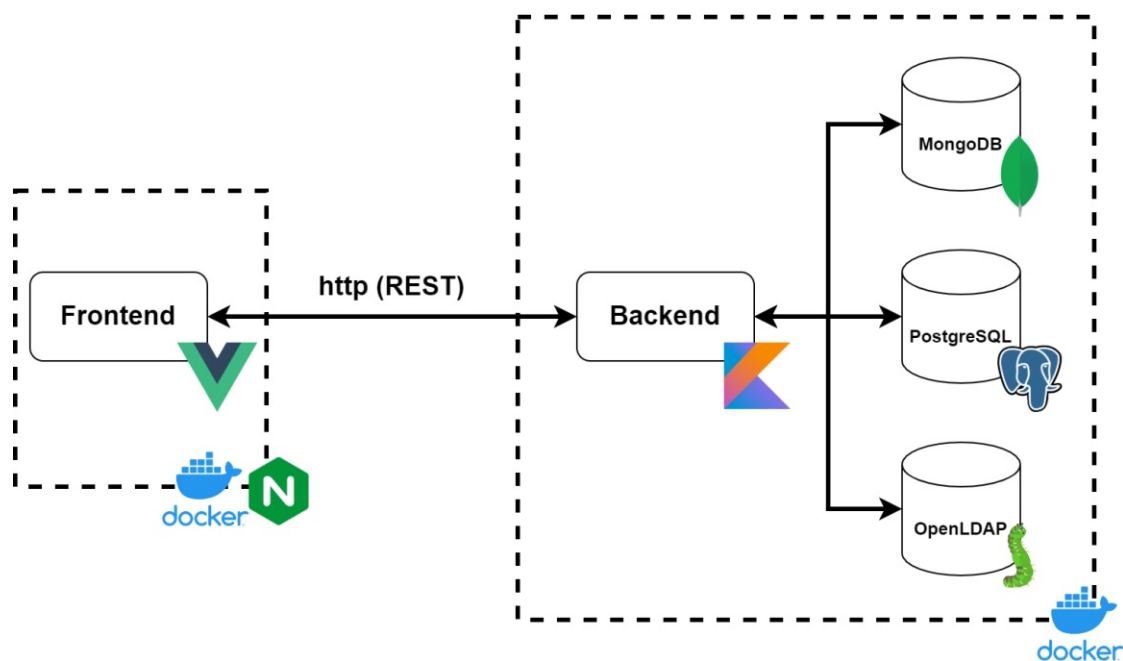 MongoDB
http (REST)
Frontend
Backend
PostgreSQL
OpenLDAP
docker
N
docker